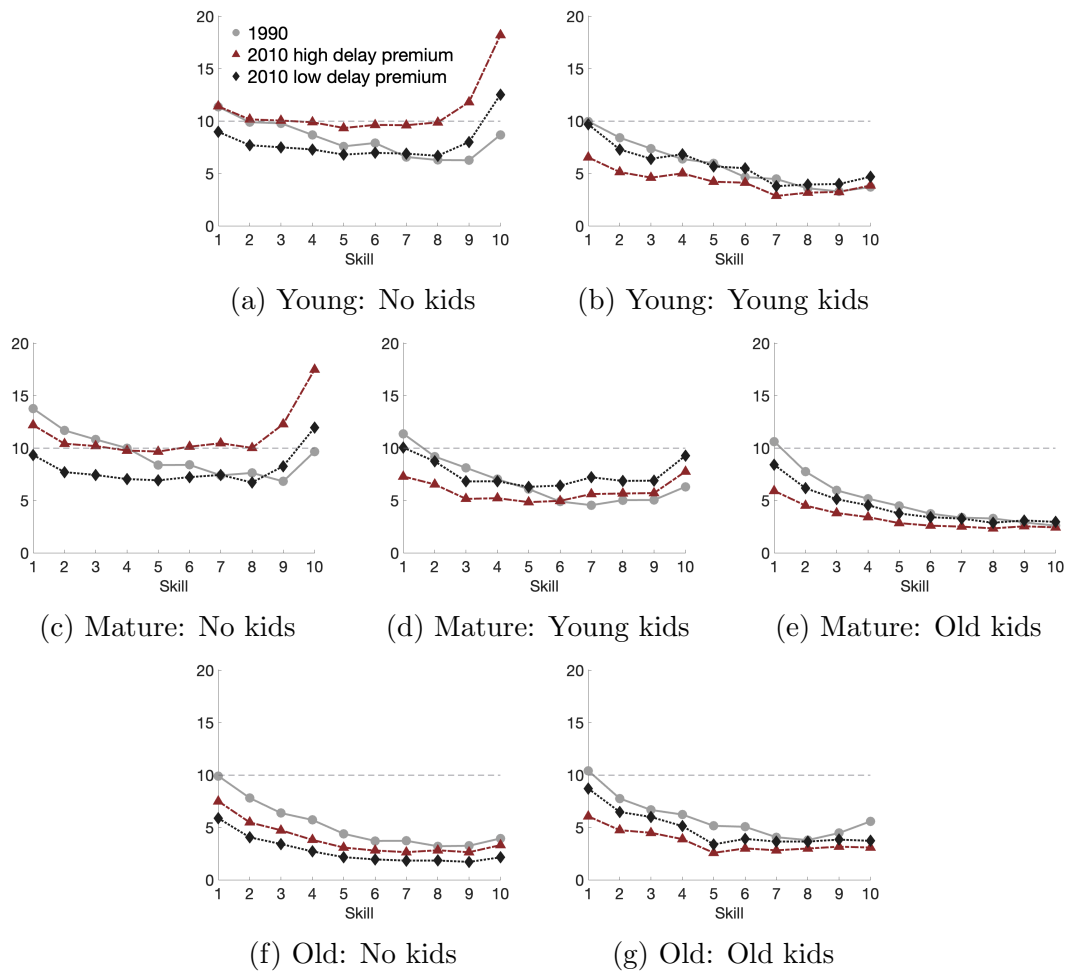 20
15
10
5
0
1990
2010 high delay premium
2010 low delay premium
1 2 3 4 5 6 7 8 9 10
Skill
(a) Young: No kids
20
15
10
5
0
1 2 3 4 5 6 7 8 9 10
Skill
(b) Young: Young kids
20
15
10
5
0
1 2 3 4 5 6 7 8 9 10
Skill
(c) Mature: No kids
20
15
10
5
0
1 2 3 4 5 6 7 8 9 10
Skill
(d) Mature: Young kids
20
15
10
5
0
1 2 3 4 5 6 7 8 9 10
Skill
(e) Mature: Old kids
20
15
10
5
0
1 2 3 4 5 6 7 8 9 10
Skill
(f) Old: No kids
20
15
10
5
0
1 2 3 4 5 6 7 8 9 10
Skill
(g) Old: Old kids